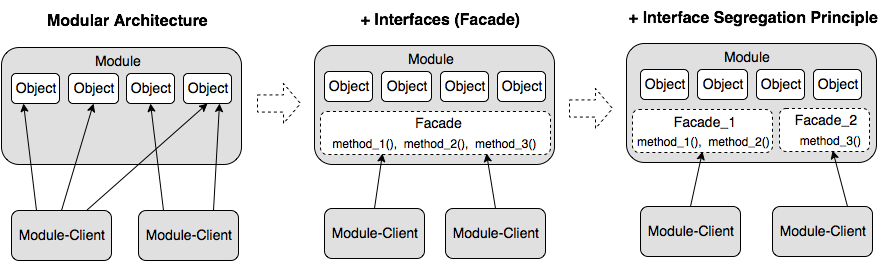 Modular Architecture
Module
Object Object Object Object
Module-Client Module-Client
+ Interfaces (Facade)
Module
Object Object Object Object
Facade
method_1(), method_2(), method_3()
Module-Client Module-Client
+ Interface Segregation Principle
Module
Object Object Object Object
Facade_1
method_1(), method_2()
Facade_2
method_3()
Module-Client Module-Client